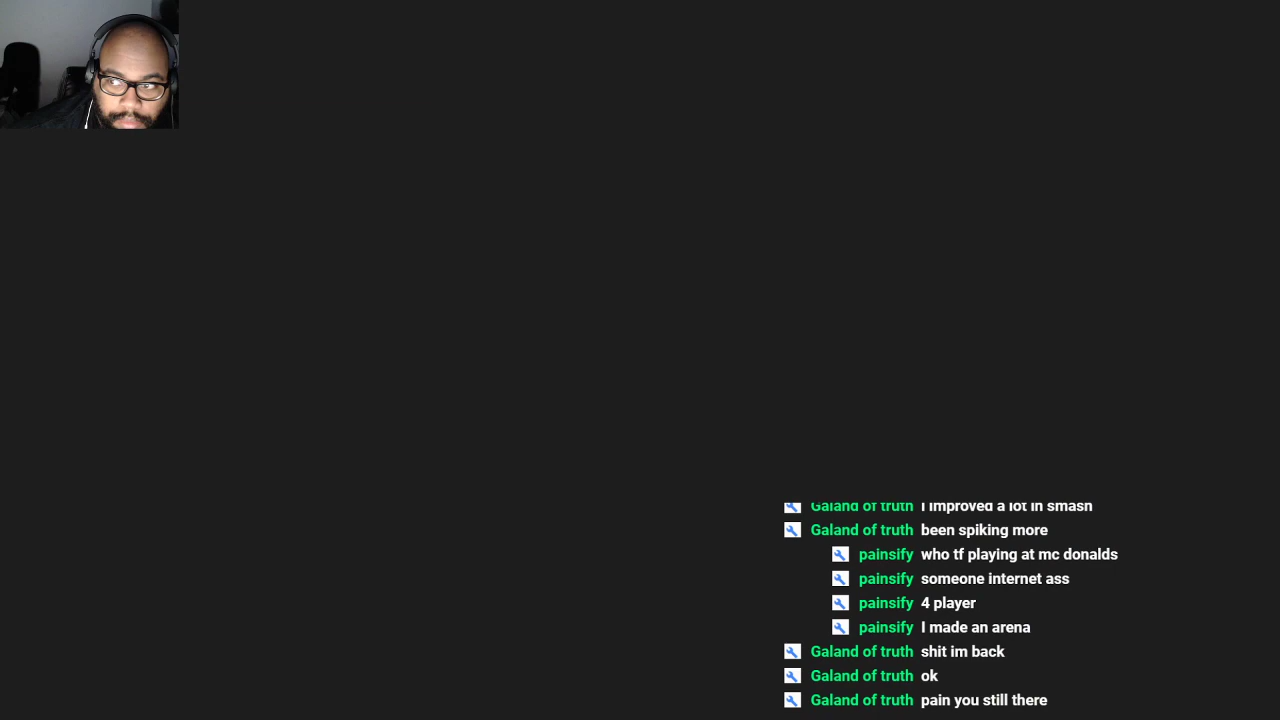 Galand of truth I improved a lot in smash
Galand of truth been spiking more
painsify who tf playing at mc donalds
painsify someone internet ass
painsify 4 player
painsify I made an arena
Galand of truth shit im back
Galand of truth ok
Galand of truth pain you still there